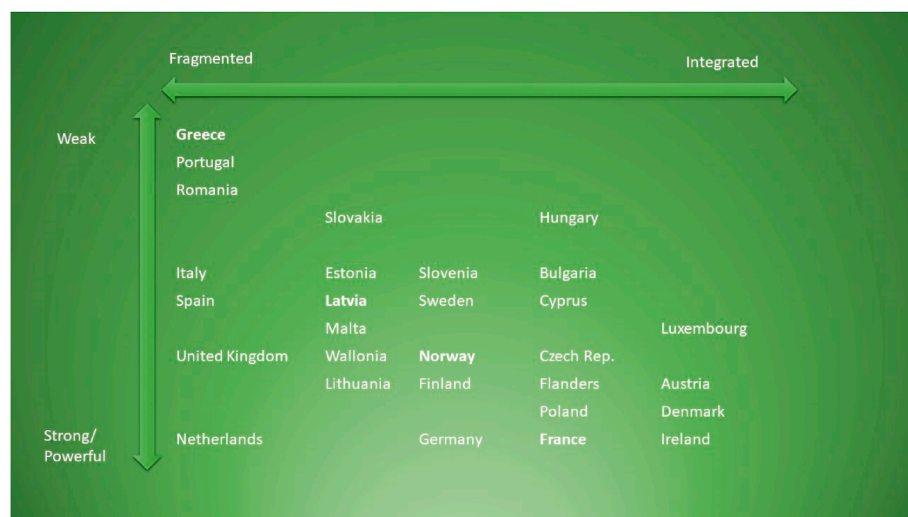 Fragmented Integrated
Weak Greece
Portugal
Romania
Slovakia Hungary
Italy Estonia Slovenia Bulgaria
Spain Latvia Sweden Cyprus
Malta Luxembourg
United Kingdom Wallonia Norway Czech Rep.
Lithuania Finland Flanders Austria
Poland Denmark
Strong/ Netherlands Germany France Ireland
Powerful